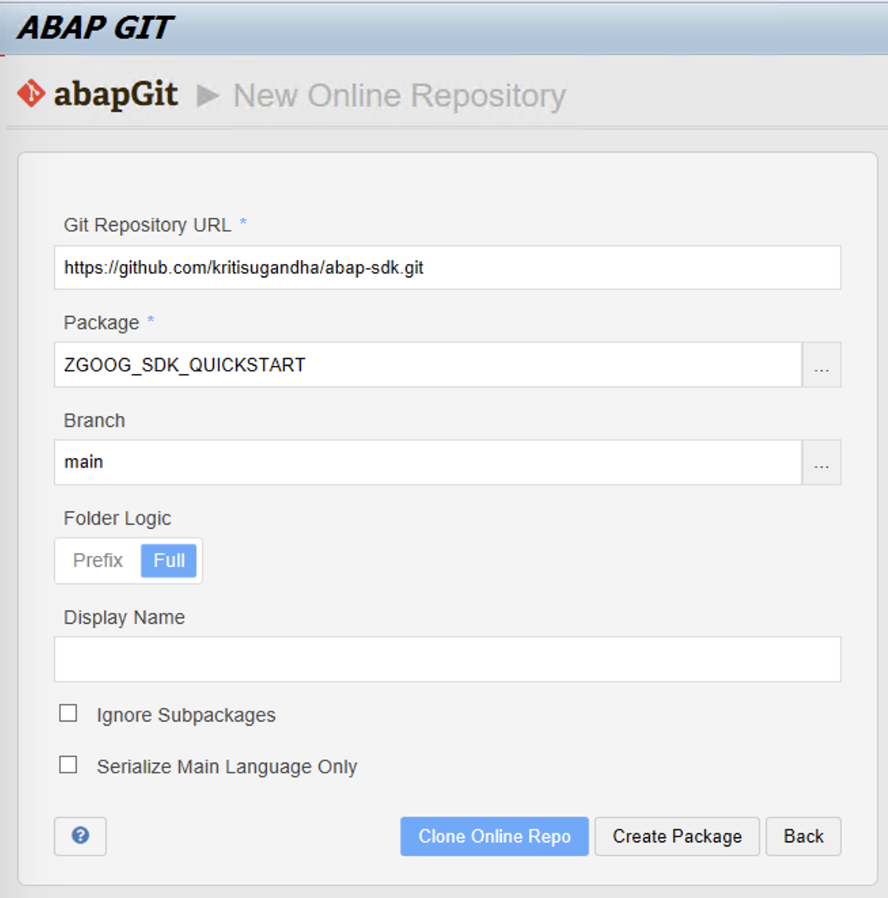 ABAP GIT
abapGit ▶ New Online Repository
Git Repository URL *
https://github.com/kritisugandha/abap-sdk.git
Package *
ZGOOG_SDK_QUICKSTART ...
Branch
main ...
Folder Logic
Prefix Full
Display Name
Ignore Subpackages
Serialize Main Language Only
? Clone Online Repo Create Package Back